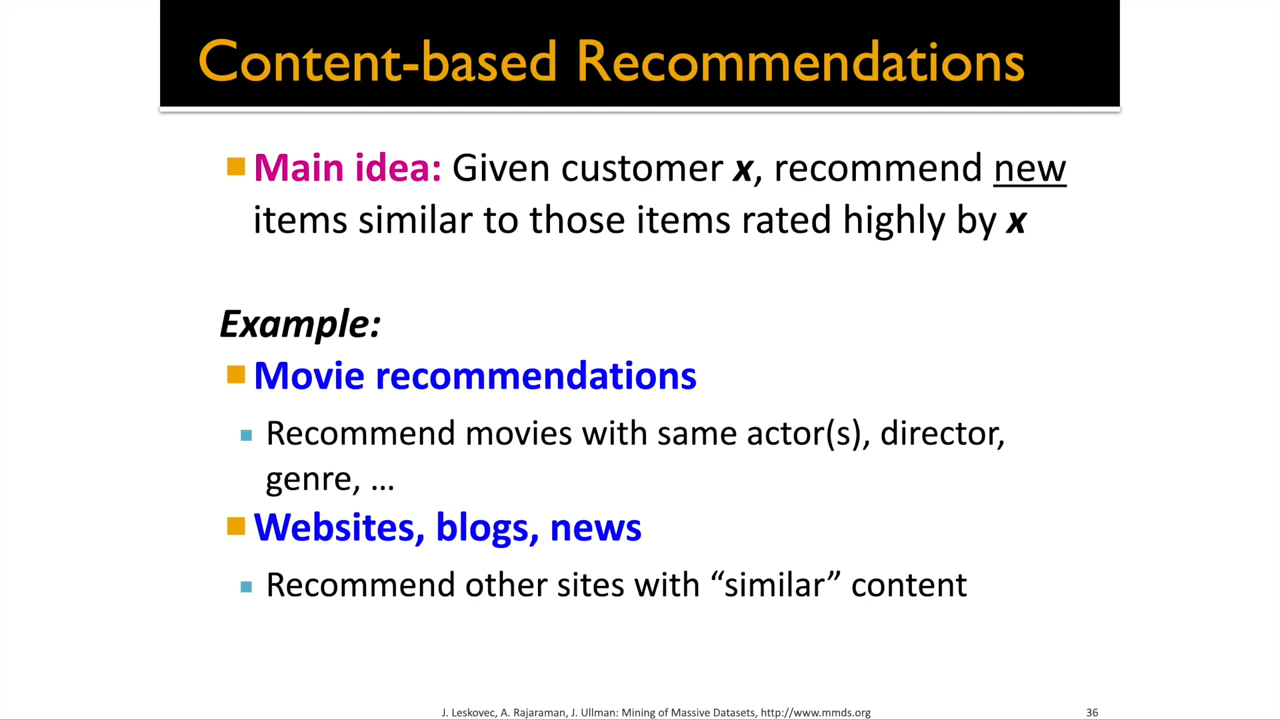 Content-based Recommendations
Main idea: Given customer x, recommend new
items similar to those items rated highly by x
Example:
Movie recommendations
Recommend movies with same actor(s), director,
genre, …
Websites, blogs, news
Recommend other sites with “similar” content
J. Leskovec, A. Rajaraman, J. Ullman: Mining of Massive Datasets, http://www.mmds.org
36